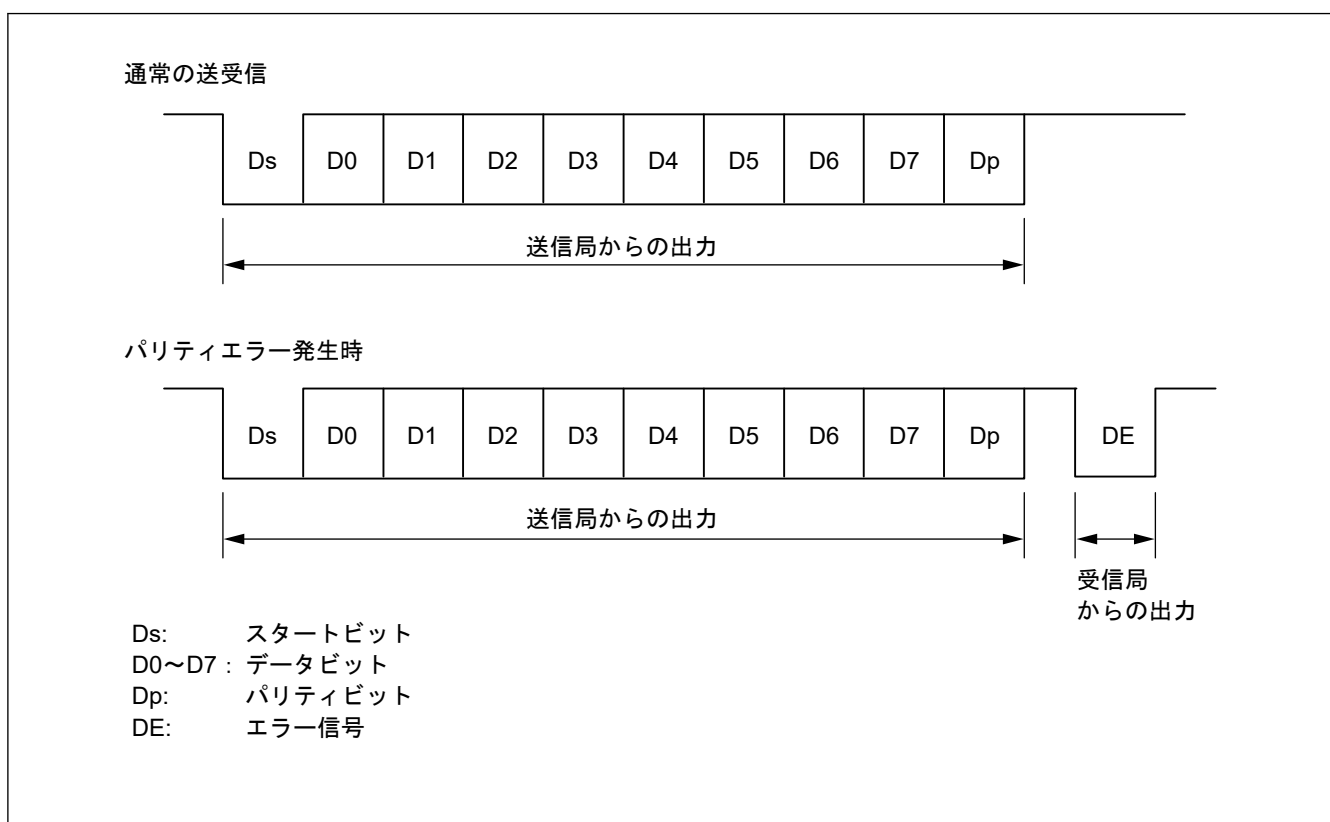 通常の送受信
Ds D0 D1 D2 D3 D4 D5 D6 D7 Dp
送信局からの出力
パリティエラー発生時
Ds D0 D1 D2 D3 D4 D5 D6 D7 Dp DE
送信局からの出力
受信局
からの出力
Ds: スタートビット
D0～D7 : データビット
Dp: パリティビット
DE: エラー信号